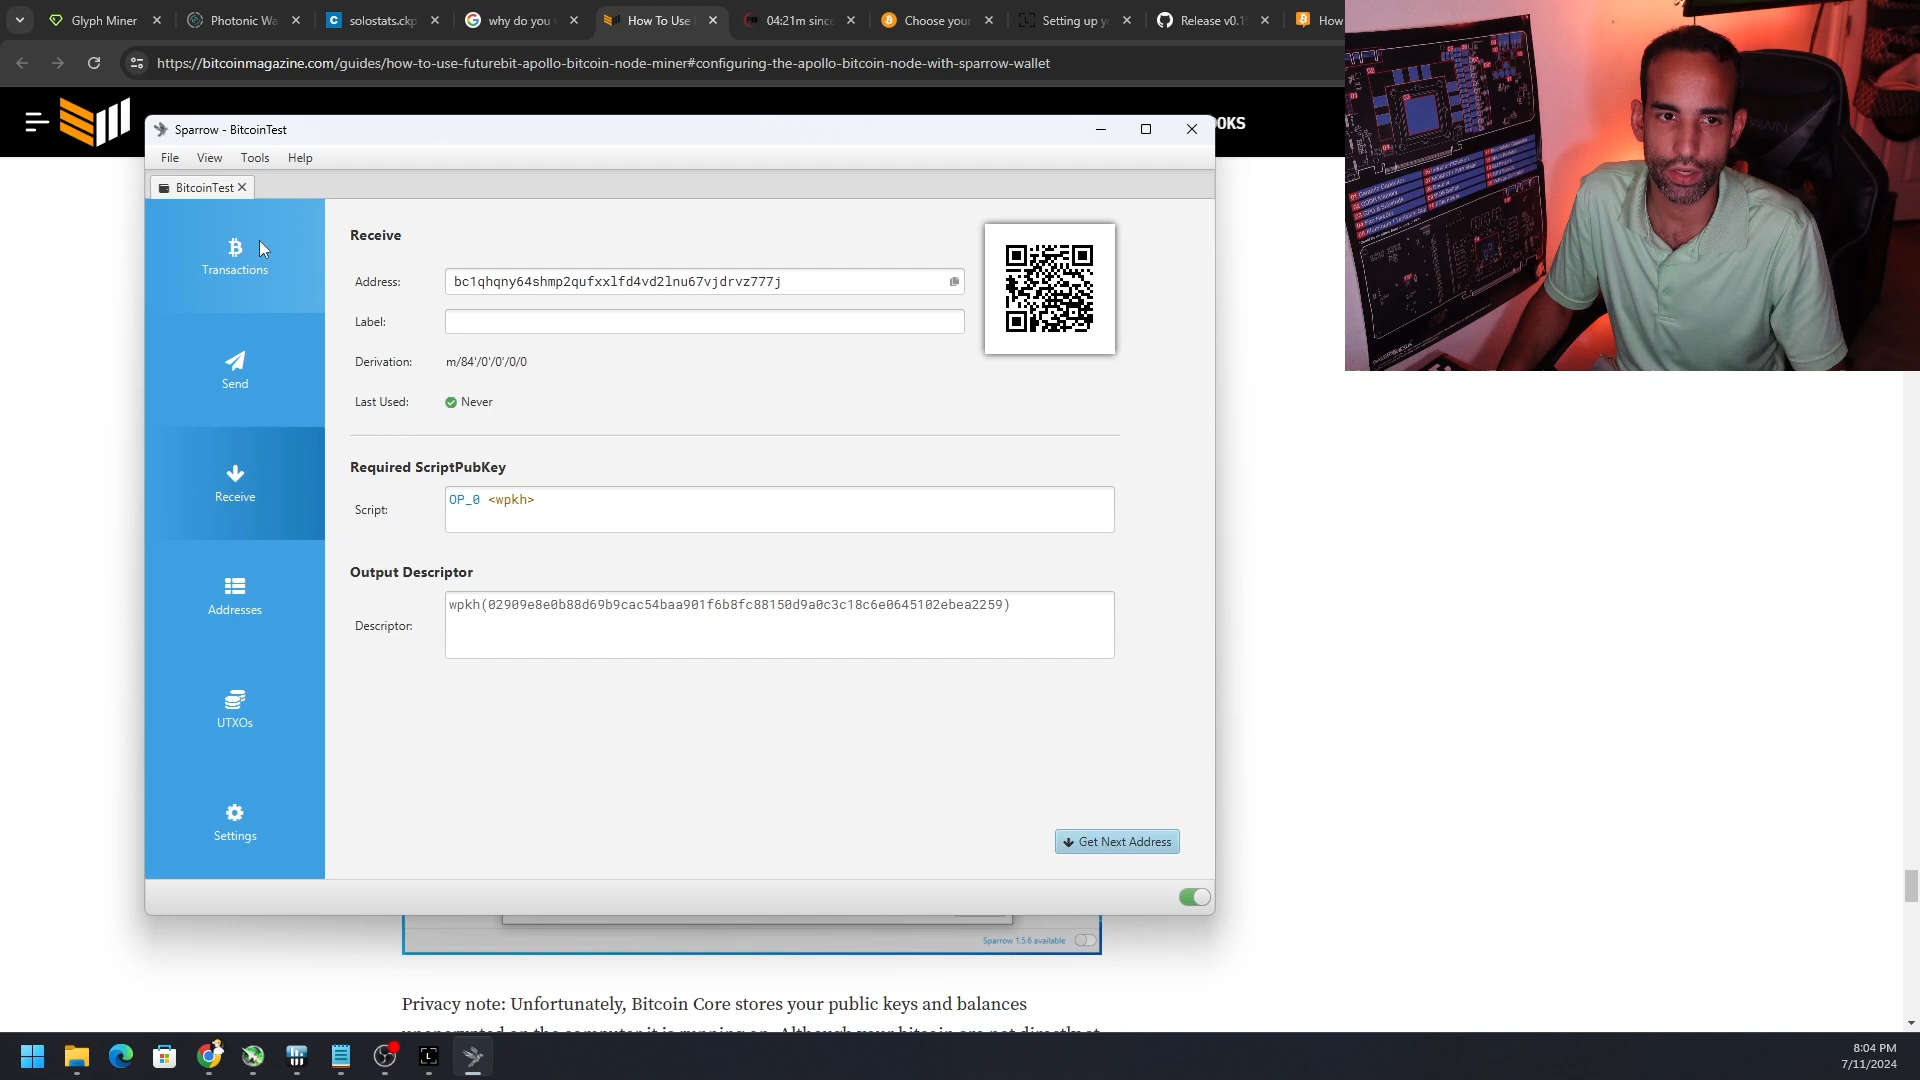 Glyph Miner
Photonic Wa
solostats.ckp
why do you
How To Use
04:21m sinc
Choose your
Setting up y
Release v0.1
How
https://bitcoinmagazine.com/guides/how-to-use-futurebit-apollo-bitcoin-node-miner#configuring-the-apollo-bitcoin-node-with-sparrow-wallet
OOKS
Sparrow - BitcoinTest
File View Tools Help
BitcoinTest
Transactions
Send
Receive
Addresses
UTXOs
Settings
Receive
Address: bc1qhqny64shmp2qufxxlfd4vd2lnu67vjdrvz777j
Label:
Derivation: m/84'/0'/0'/0/0
Last Used: Never
Required ScriptPubKey
Script: OP_0 <wpkh>
Output Descriptor
Descriptor: wpkh(02909e8e0b88d69b9cac54baa901f6b8fc88150d9a0c3c18c6e0645102ebea2259)
Get Next Address
Sparrow 1.5.6 available
Privacy note: Unfortunately, Bitcoin Core stores your public keys and balances
8:04 PM
7/11/2024